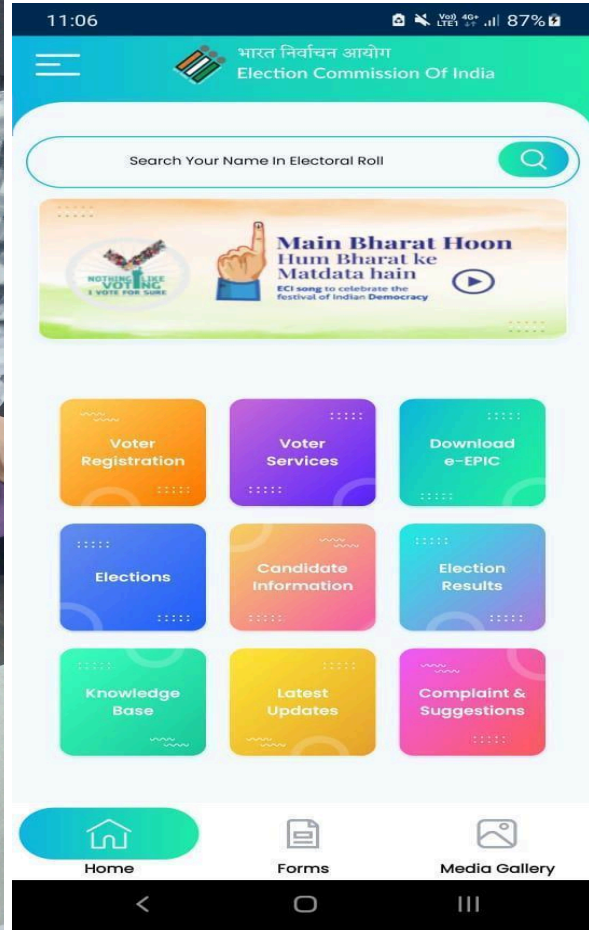 11:06
Vo)) 4G+ 87%
LTE1
भारत निर्वाचन आयोग
Election Commission Of India
Search Your Name In Electoral Roll
NOTHING LIKE
VOTING
I VOTE FOR SURE
Main Bharat Hoon
Hum Bharat ke
Matdata hain
ECI song to celebrate the
festival of Indian Democracy
Voter
Registration
Voter
Services
Download
e-EPIC
Elections
Candidate
Information
Election
Results
Knowledge
Base
Latest
Updates
Complaint &
Suggestions
Home
Forms
Media Gallery